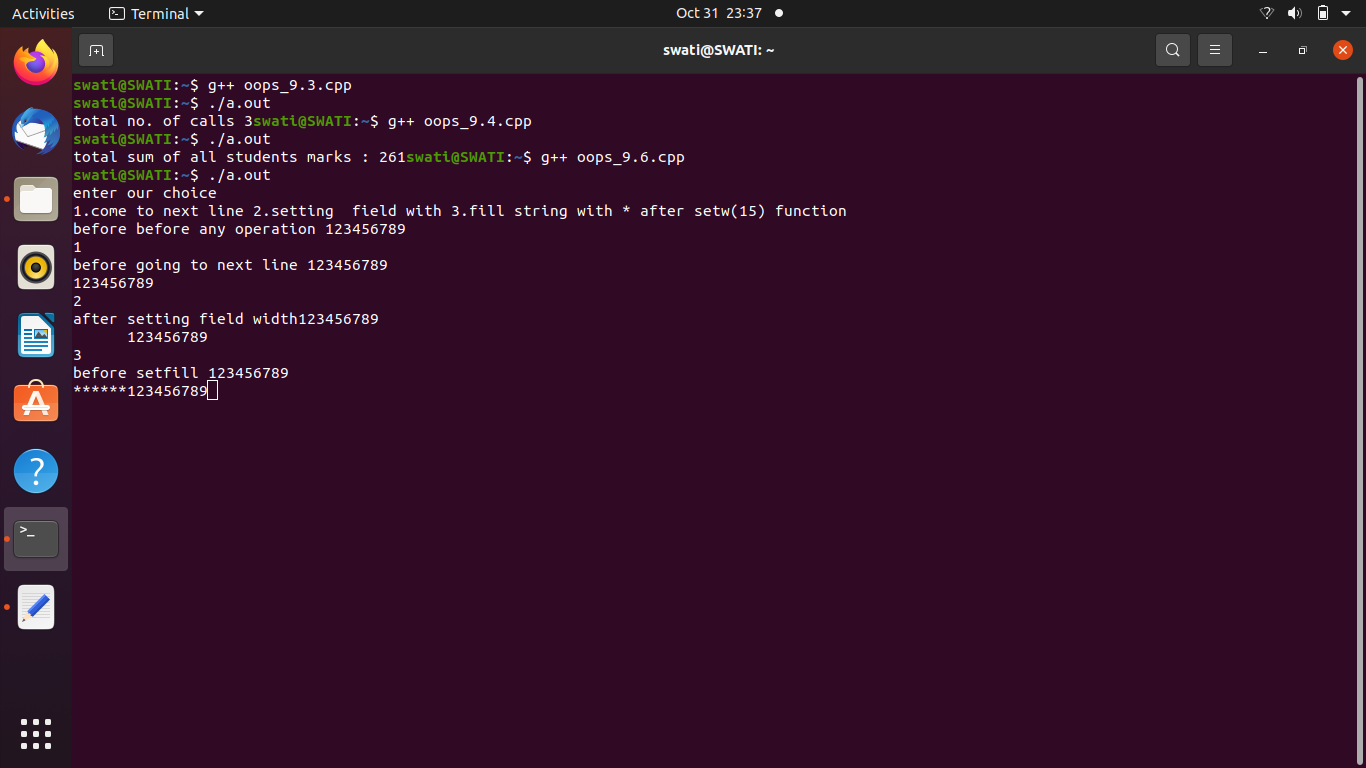 Activities
Terminal
Oct 31 23:37
swati@SWATI: ~
swati@SWATI:~$ g++ oops_9.3.cpp
swati@SWATI:~$ ./a.out
total no. of calls 3swati@SWATI:~$ g++ oops_9.4.cpp
swati@SWATI:~$ ./a.out
total sum of all students marks : 261swati@SWATI:~$ g++ oops_9.6.cpp
swati@SWATI:~$ ./a.out
enter our choice
1.come to next line 2.setting  field with 3.fill string with * after setw(15) function
before before any operation 123456789
1
before going to next line 123456789
123456789
2
after setting field width123456789
      123456789
3
before setfill 123456789
******123456789